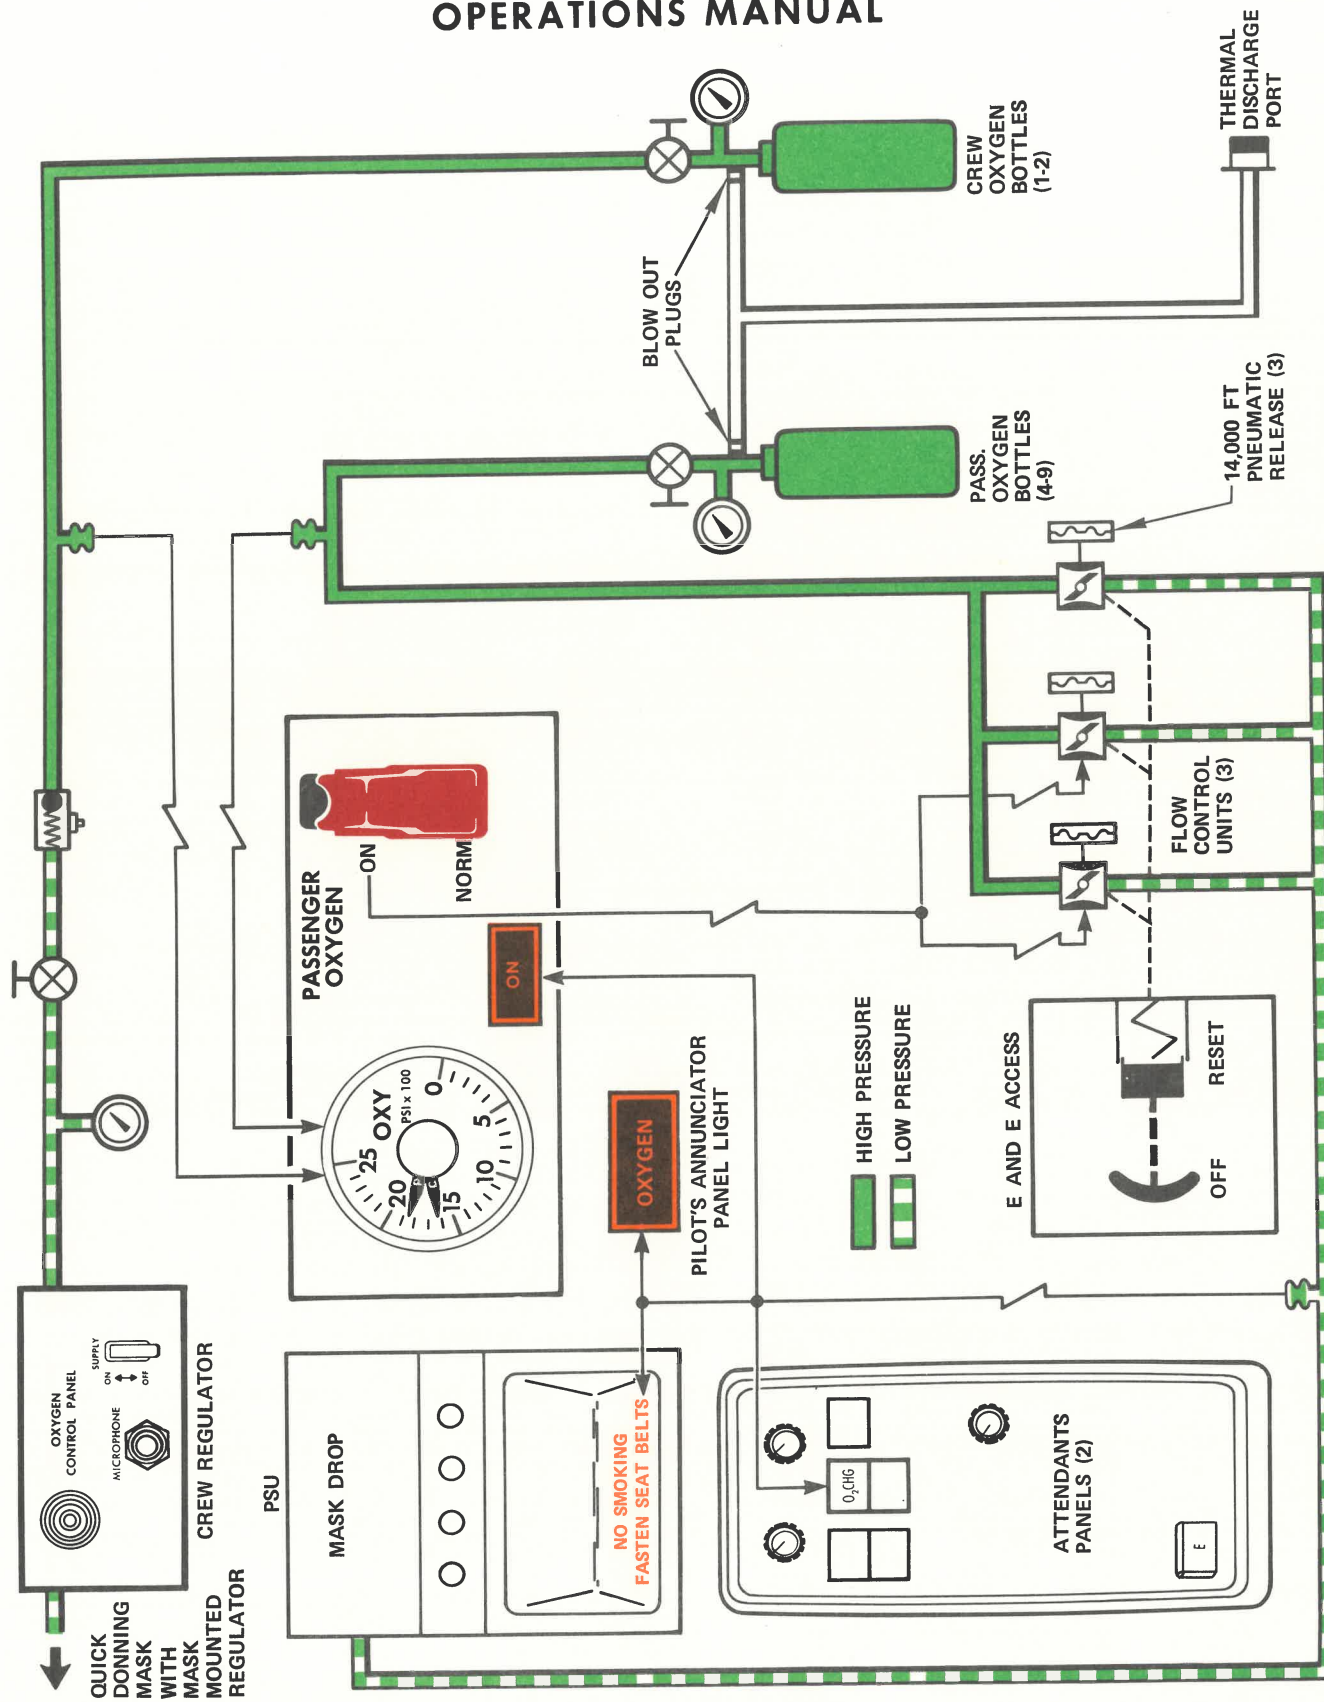 OPERATIONS MANUAL
QUICK
DONNING
MASK
WITH
MASK
MOUNTED
REGULATOR
OXYGEN
CONTROL PANEL
MICROPHONE
SUPPLY
ON
OFF
CREW REGULATOR
PSU
MASK DROP
NO SMOKING
FASTEN SEAT BELTS
O2CHG
E
ATTENDANTS
PANELS (2)
PASSENGER
OXYGEN
ON
NORM
ON
OXY
PSI x 100
0
5
10
15
20
25
OXYGEN
PILOT'S ANNUNCIATOR
PANEL LIGHT
HIGH PRESSURE
LOW PRESSURE
E AND E ACCESS
OFF
RESET
FLOW
CONTROL
UNITS (3)
14,000 FT
PNEUMATIC
RELEASE (3)
BLOW OUT
PLUGS
PASS.
OXYGEN
BOTTLES
(4-9)
CREW
OXYGEN
BOTTLES
(1-2)
THERMAL
DISCHARGE
PORT